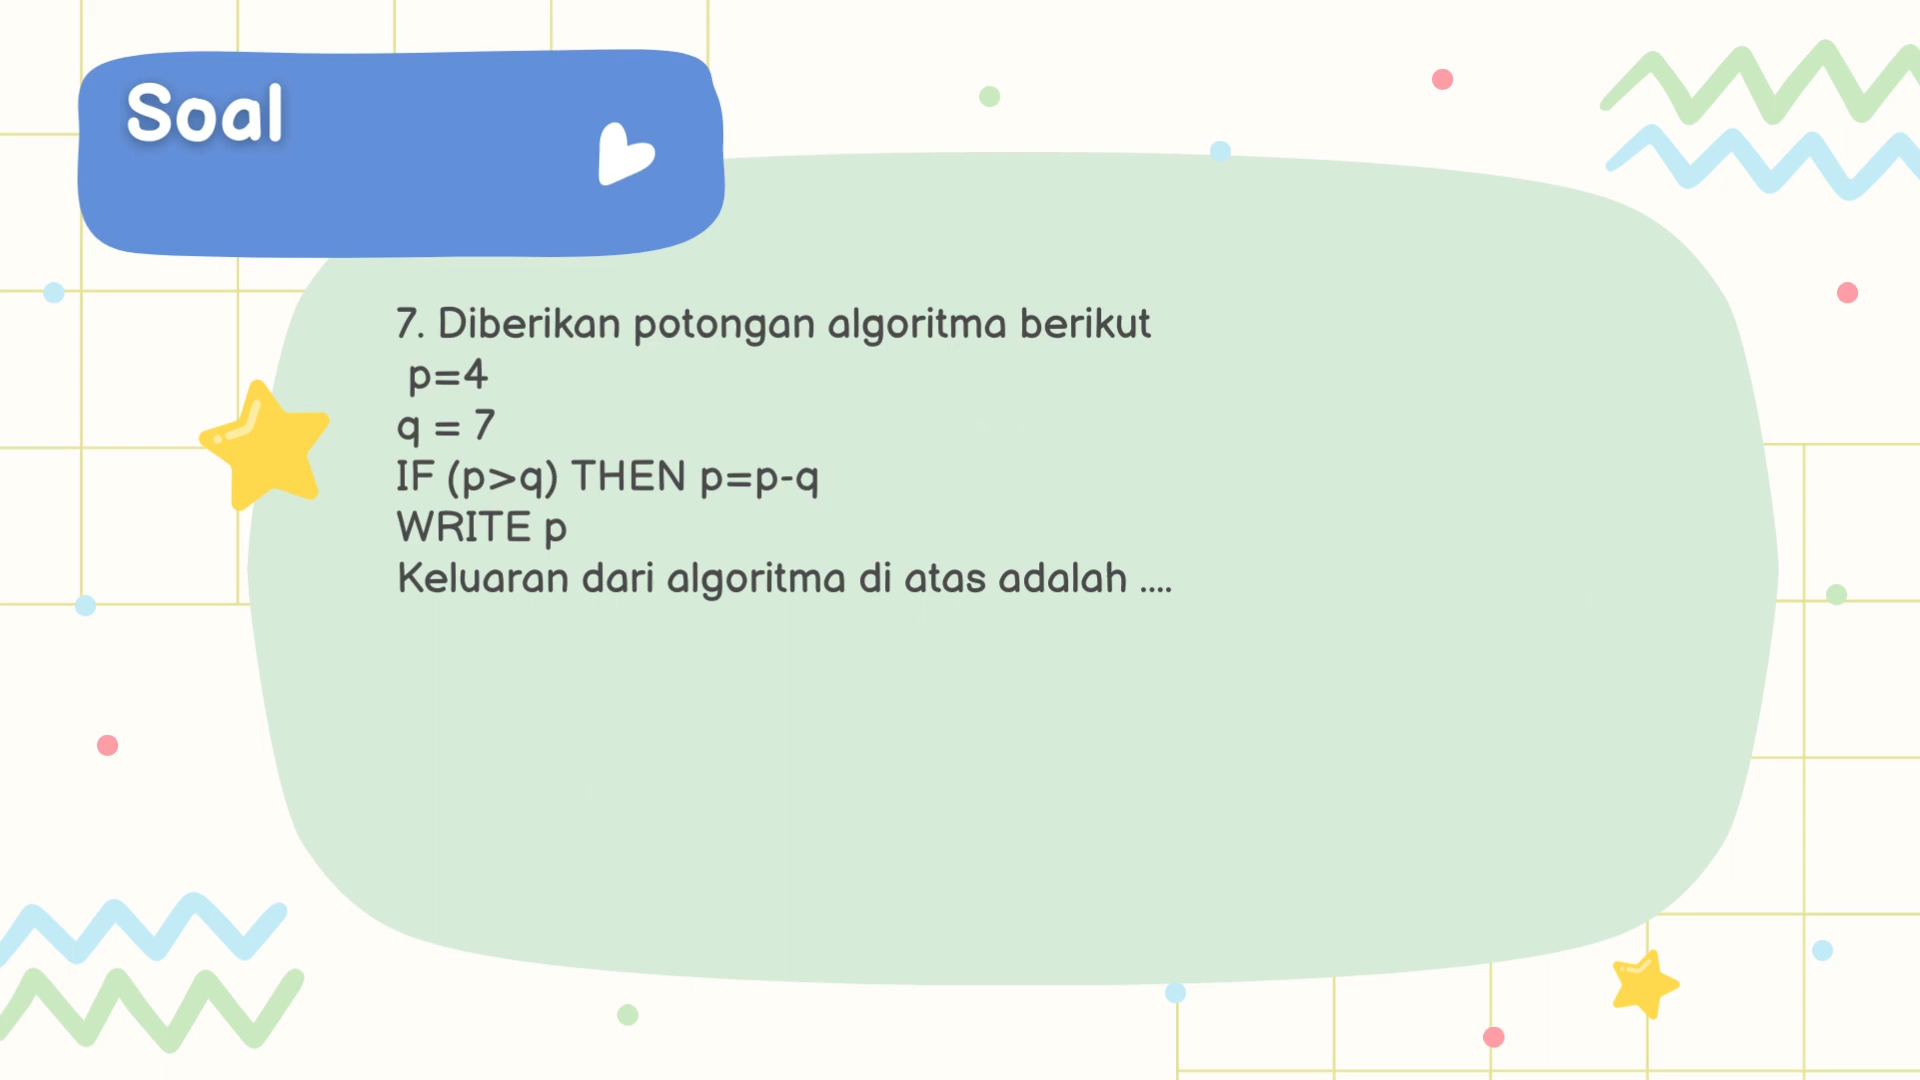 Soal
7. Diberikan potongan algoritma berikut
p=4
q = 7
IF (p>q) THEN p=p-q
WRITE p
Keluaran dari algoritma di atas adalah ....